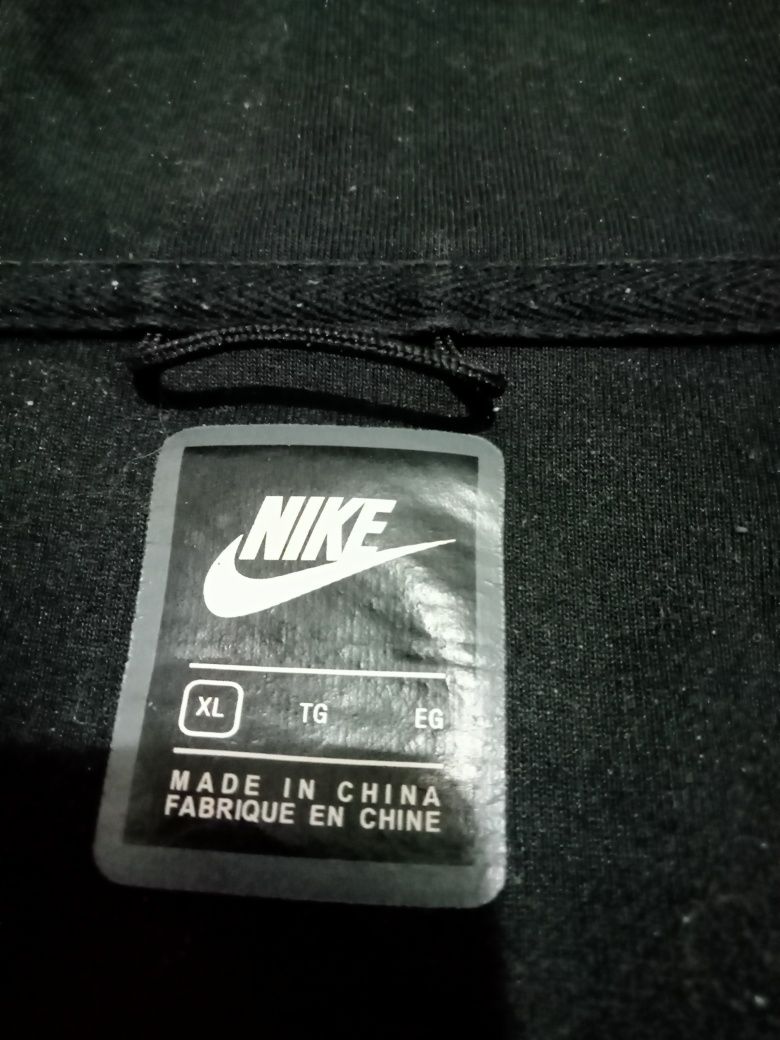 NIKE
XL TG EG
MADE IN CHINA
FABRIQUE EN CHINE